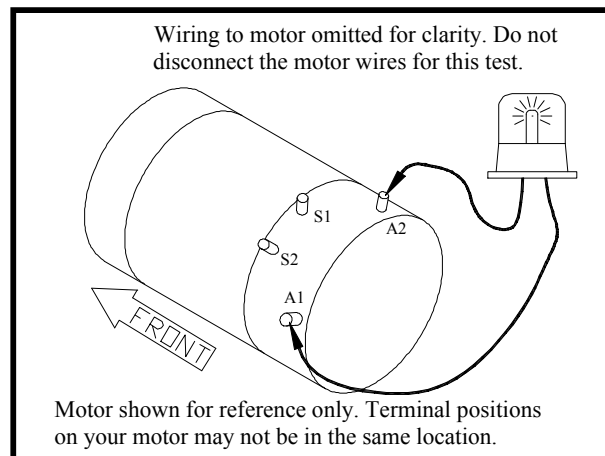 Wiring to motor omitted for clarity. Do not
disconnect the motor wires for this test.
S1
A2
S2
A1
FRONT
Motor shown for reference only. Terminal positions
on your motor may not be in the same location.